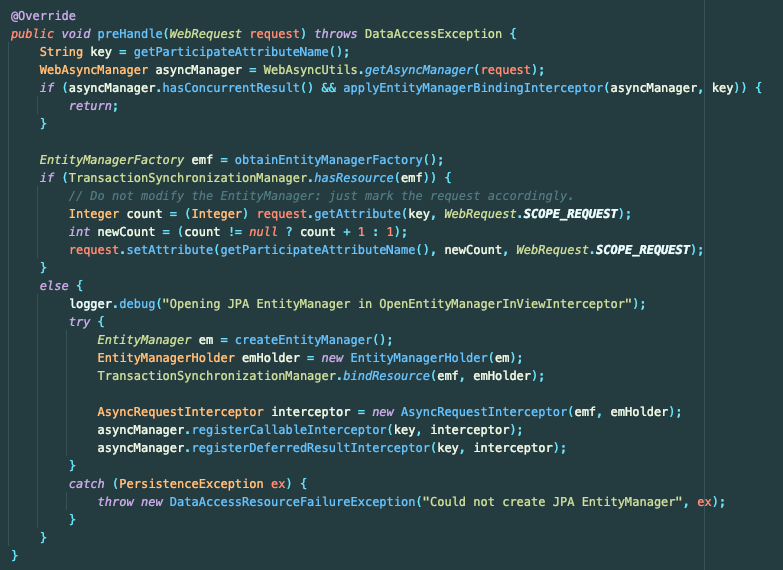 @Override
public void preHandle(WebRequest request) throws DataAccessException {
    String key = getParticipateAttributeName();
    WebAsyncManager asyncManager = WebAsyncUtils.getAsyncManager(request);
    if (asyncManager.hasConcurrentResult() && applyEntityManagerBindingInterceptor(asyncManager, key)) {
        return;
    }

    EntityManagerFactory emf = obtainEntityManagerFactory();
    if (TransactionSynchronizationManager.hasResource(emf)) {
        // Do not modify the EntityManager: just mark the request accordingly.
        Integer count = (Integer) request.getAttribute(key, WebRequest.SCOPE_REQUEST);
        int newCount = (count != null ? count + 1 : 1);
        request.setAttribute(getParticipateAttributeName(), newCount, WebRequest.SCOPE_REQUEST);
    }
    else {
        logger.debug("Opening JPA EntityManager in OpenEntityManagerInViewInterceptor");
        try {
            EntityManager em = createEntityManager();
            EntityManagerHolder emHolder = new EntityManagerHolder(em);
            TransactionSynchronizationManager.bindResource(emf, emHolder);

            AsyncRequestInterceptor interceptor = new AsyncRequestInterceptor(emf, emHolder);
            asyncManager.registerCallableInterceptor(key, interceptor);
            asyncManager.registerDeferredResultInterceptor(key, interceptor);
        }
        catch (PersistenceException ex) {
            throw new DataAccessResourceFailureException("Could not create JPA EntityManager", ex);
        }
    }
}